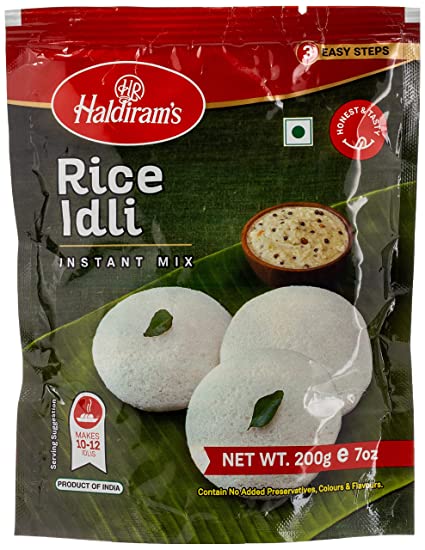 3 EASY STEPS
HR
Haldiram's
HONEST & TASTY
Rice
Idli
INSTANT MIX
Serving Suggestion
MAKES
10-12
IDLIS
PRODUCT OF INDIA
NET WT. 200g e 7oz
Contain No Added Preservatives, Colours & Flavours.